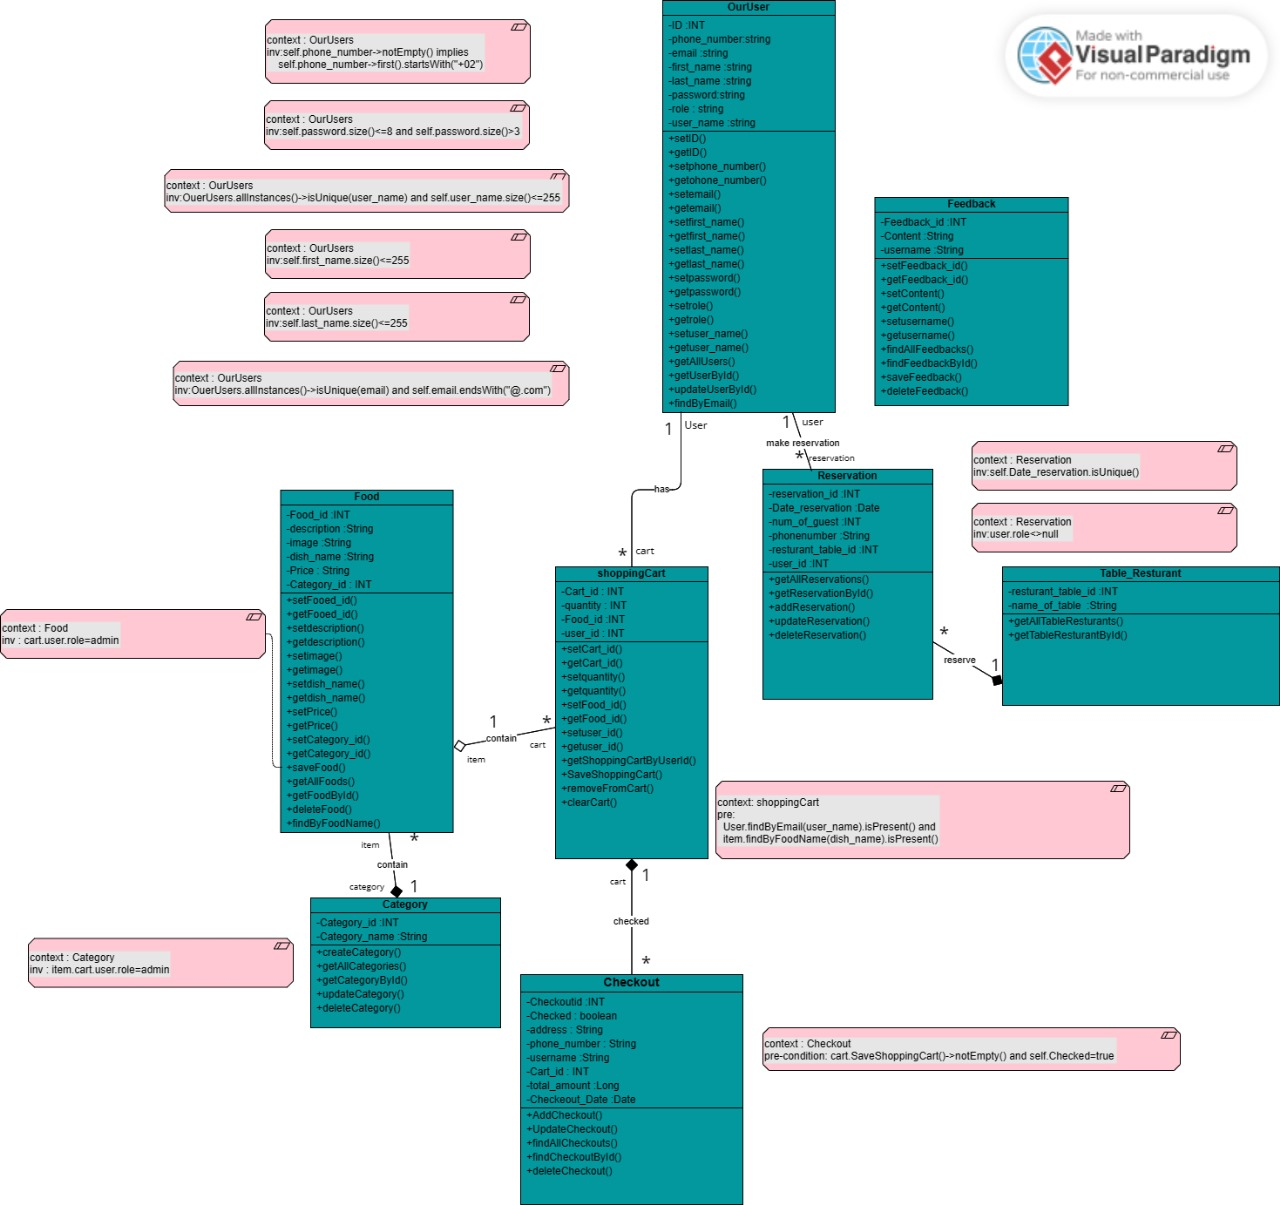 OurUser
-ID :INT
-phone_number:string
-email :string
-first_name :string
-last_name :string
-password:string
-role : string
-user_name :string
+setID()
+getID()
+setphone_number()
+getohone_number()
+setemail()
+getemail()
+setfirst_name()
+getfirst_name()
+setlast_name()
+getlast_name()
+setpassword()
+getpassword()
+setrole()
+getrole()
+setuser_name()
+getuser_name()
+getAllUsers()
+getUserById()
+updateUserById()
+findByEmail()
Made with
VisualParadigm
For non-commercial use
context : OurUsers
inv:self.phone_number->notEmpty() implies
self.phone_number->first().startsWith("+02")
context : OurUsers
inv:self.password.size()<=8 and self.password.size()>3
context : OurUsers
inv:OuerUsers.allInstances()->isUnique(user_name) and self.user_name.size()<=255
context : OurUsers
inv:self.first_name.size()<=255
context : OurUsers
inv:self.last_name.size()<=255
context : OurUsers
inv:OuerUsers.allInstances()->isUnique(email) and self.email.endsWith("@.com")
Feedback
-Feedback_id :INT
-Content :String
-username :String
+setFeedback_id()
+getFeedback_id()
+setContent()
+getContent()
+setusername()
+getusername()
+findAllFeedbacks()
+findFeedbackById()
+saveFeedback()
+deleteFeedback()
1 User
has
* cart
1 user
make reservation
* reservation
Reservation
-reservation_id :INT
-Date_reservation :Date
-num_of_guest :INT
-phonenumber :String
-resturant_table_id :INT
-user_id :INT
+getAllReservations()
+getReservationById()
+addReservation()
+updateReservation()
+deleteReservation()
context : Reservation
inv:self.Date_reservation.isUnique()
context : Reservation
inv:user.role<>null
Table_Resturant
-resturant_table_id :INT
-name_of_table :String
+getAllTableResturants()
+getTableResturantById()
*
reserve
1
Food
-Food_id :INT
-description :String
-image :String
-dish_name :String
-Price : String
-Category_id : INT
+setFooed_id()
+getFooed_id()
+setdescription()
+getdescription()
+setimage()
+getimage()
+setdish_name()
+getdish_name()
+setPrice()
+getPrice()
+setCategory_id()
+getCategory_id()
+saveFood()
+getAllFoods()
+getFoodById()
+deleteFood()
+findByFoodName()
context : Food
inv : cart.user.role=admin
shoppingCart
-Cart_id : INT
-quantity : INT
-Food_id : INT
-user_id : INT
+setCart_id()
+getCart_id()
+setquantity()
+getquantity()
+setFood_id()
+getFood_id()
+setuser_id()
+getuser_id()
+getShoppingCartByUserId()
+SaveShoppingCart()
+removeFromCart()
+clearCart()
1 *
contain
item cart
context: shoppingCart
pre:
User.findByEmail(user_name).isPresent() and
item.findByFoodName(dish_name).isPresent()
item *
contain
category 1
Category
-Category_id :INT
-Category_name :String
+createCategory()
+getAllCategories()
+getCategoryById()
+updateCategory()
+deleteCategory()
context : Category
inv : item.cart.user.role=admin
cart 1
checked
*
Checkout
-Checkoutid :INT
-Checked : boolean
-address : String
-phone_number : String
-username :String
-Cart_id : INT
-total_amount :Long
-Checkeout_Date :Date
+AddCheckout()
+UpdateCheckout()
+findAllCheckouts()
+findCheckoutById()
+deleteCheckout()
context : Checkout
pre-condition: cart.SaveShoppingCart()->notEmpty() and self.Checked=true